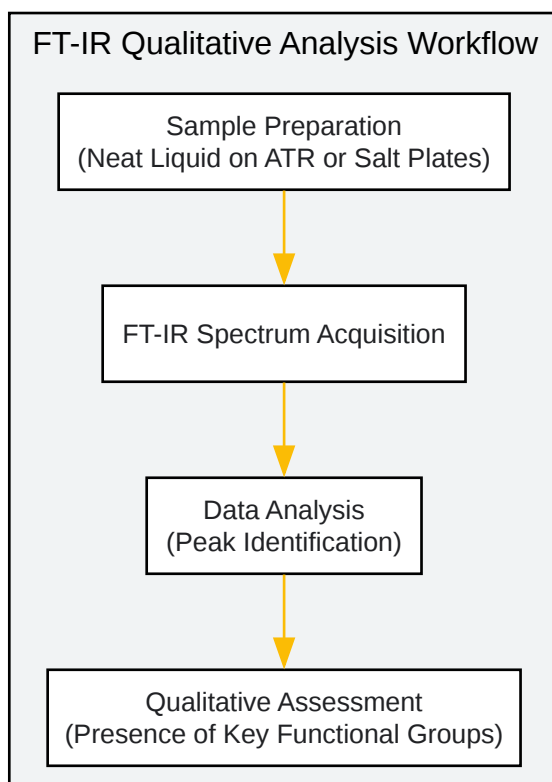 FT-IR Qualitative Analysis Workflow
Sample Preparation
(Neat Liquid on ATR or Salt Plates)
FT-IR Spectrum Acquisition
Data Analysis
(Peak Identification)
Qualitative Assessment
(Presence of Key Functional Groups)